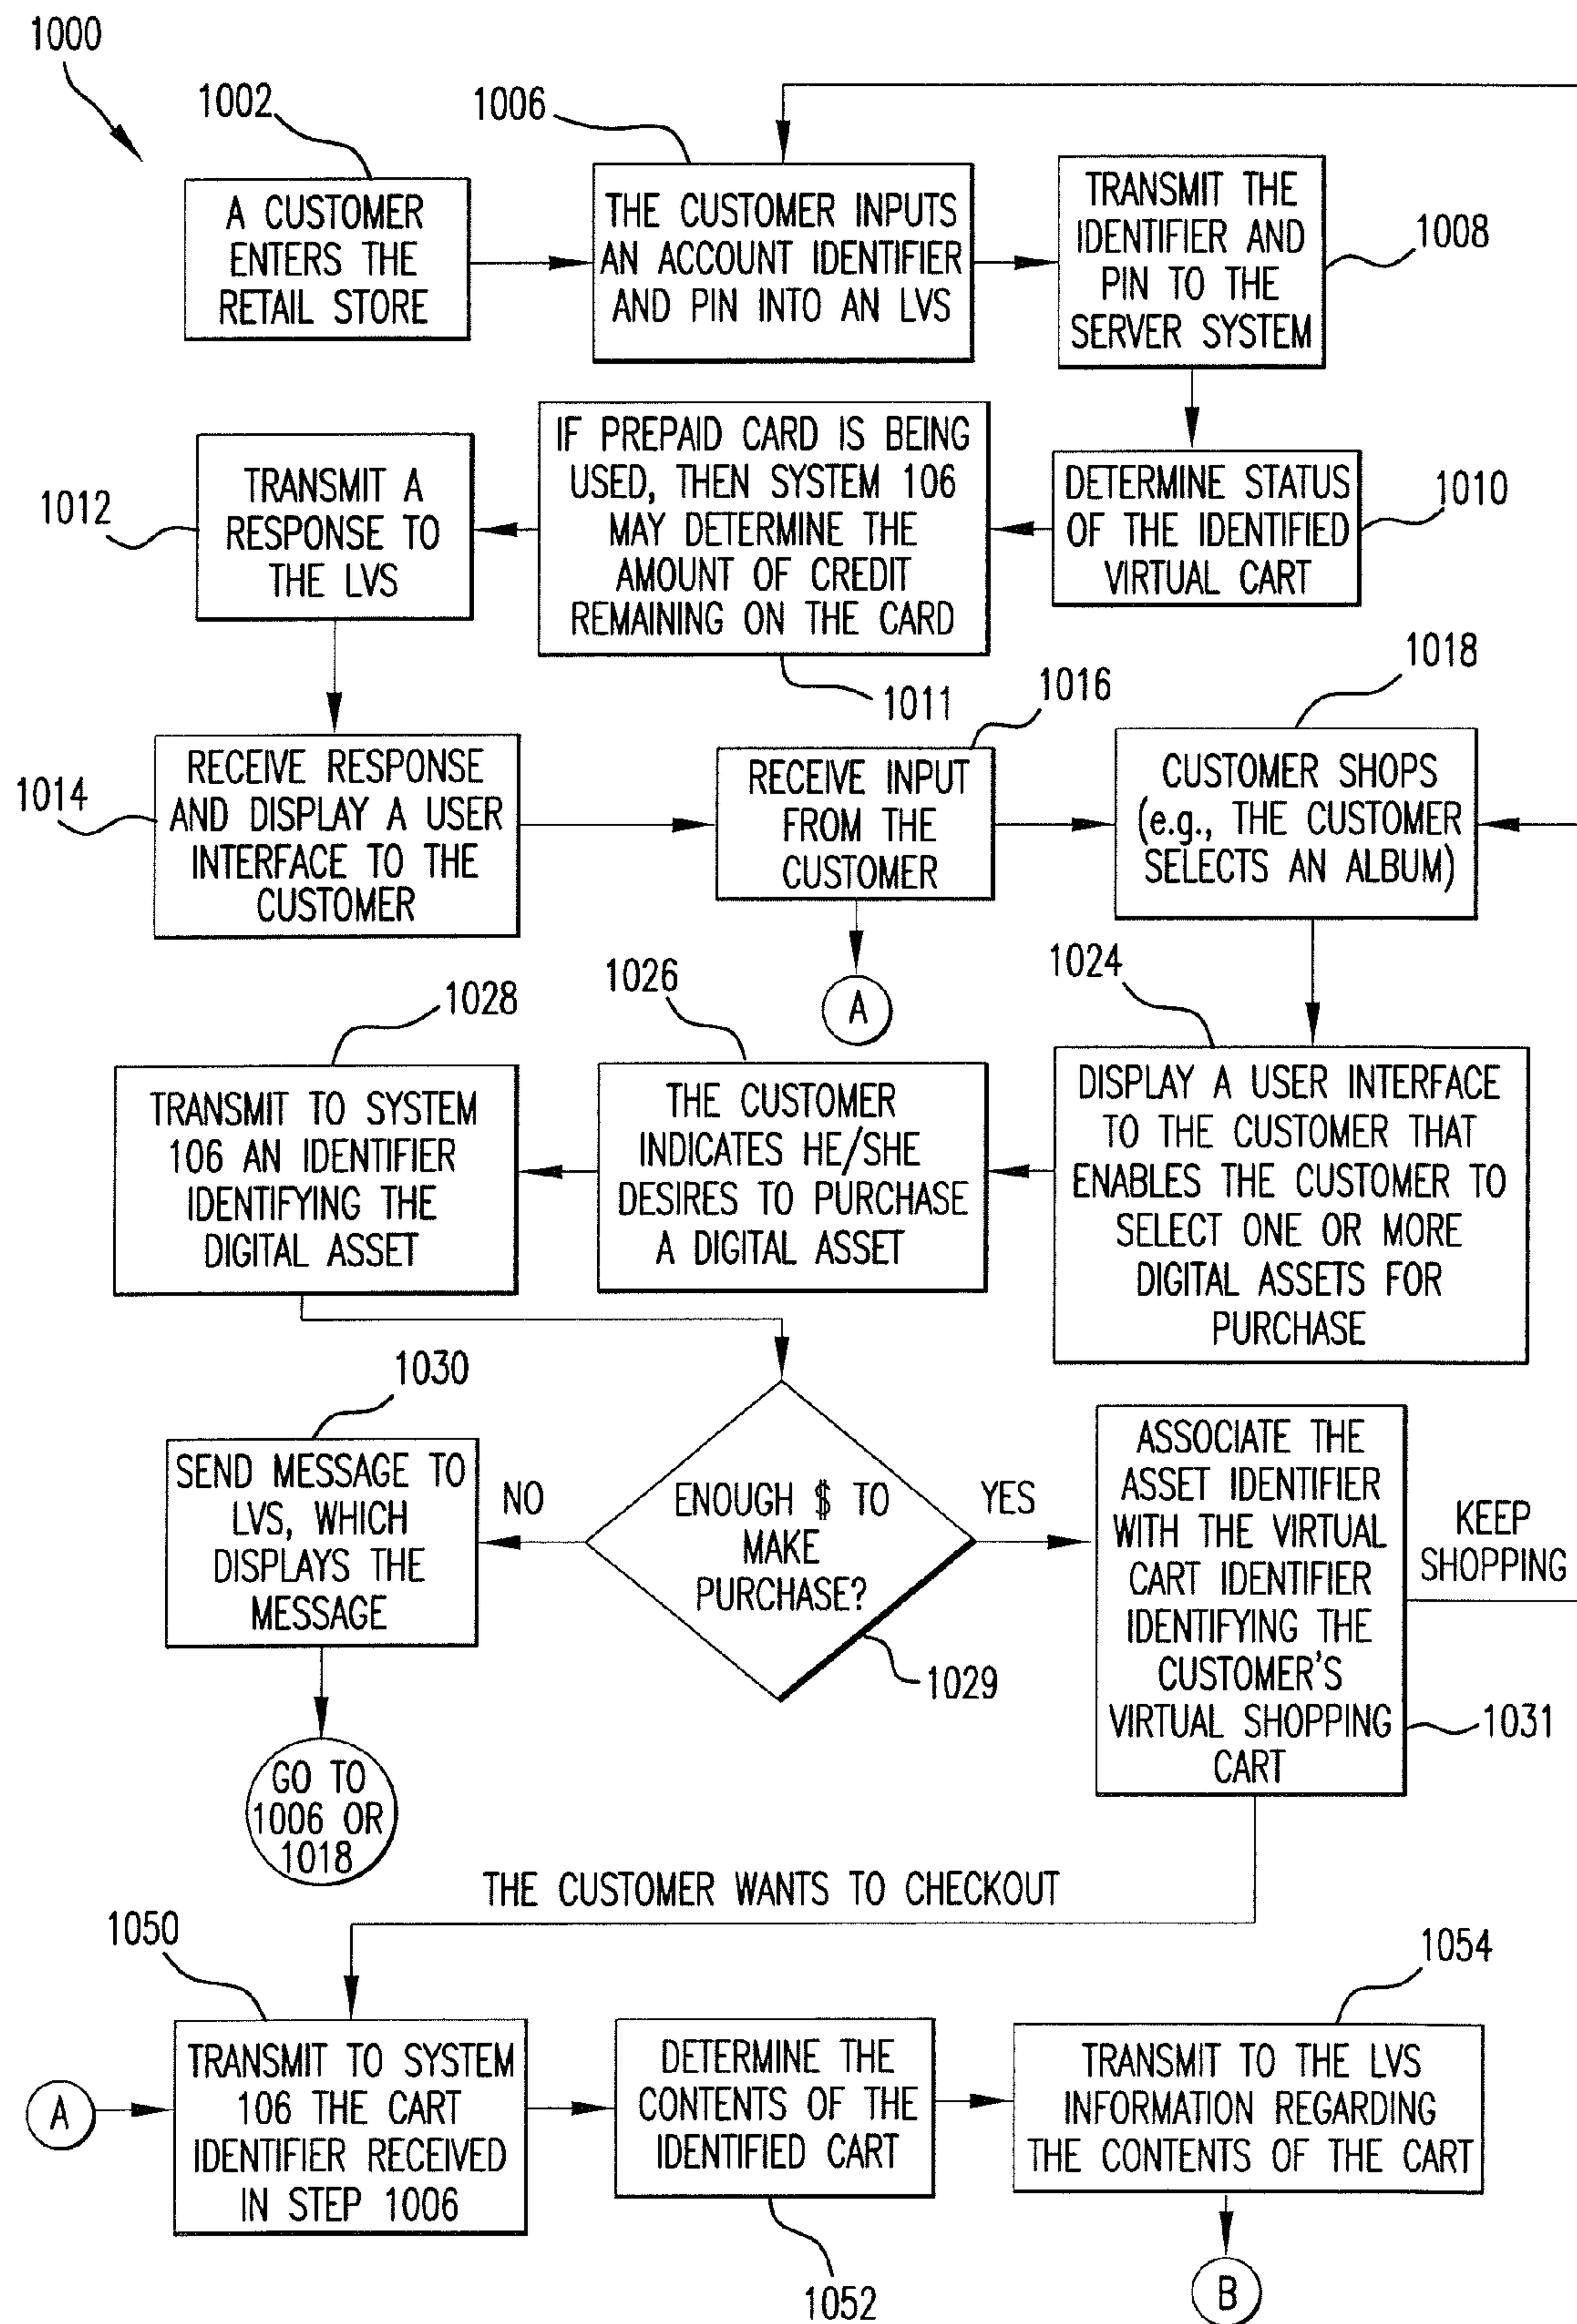 1000
1002
A CUSTOMER
ENTERS THE
RETAIL STORE
1006
THE CUSTOMER INPUTS
AN ACCOUNT IDENTIFIER
AND PIN INTO AN LVS
TRANSMIT THE
IDENTIFIER AND
PIN TO THE
SERVER SYSTEM
1008
DETERMINE STATUS
OF THE IDENTIFIED
VIRTUAL CART
1010
IF PREPAID CARD IS BEING
USED, THEN SYSTEM 106
MAY DETERMINE THE
AMOUNT OF CREDIT
REMAINING ON THE CARD
1011
TRANSMIT A
RESPONSE TO
THE LVS
1012
1014
RECEIVE RESPONSE
AND DISPLAY A USER
INTERFACE TO THE
CUSTOMER
1016
RECEIVE INPUT
FROM THE
CUSTOMER
A
1018
CUSTOMER SHOPS
(e.g., THE CUSTOMER
SELECTS AN ALBUM)
1024
DISPLAY A USER INTERFACE
TO THE CUSTOMER THAT
ENABLES THE CUSTOMER TO
SELECT ONE OR MORE
DIGITAL ASSETS FOR
PURCHASE
1026
THE CUSTOMER
INDICATES HE/SHE
DESIRES TO PURCHASE
A DIGITAL ASSET
1028
TRANSMIT TO SYSTEM
106 AN IDENTIFIER
IDENTIFYING THE
DIGITAL ASSET
ENOUGH $ TO
MAKE
PURCHASE?
1029
NO
1030
SEND MESSAGE TO
LVS, WHICH
DISPLAYS THE
MESSAGE
GO TO
1006 OR
1018
YES
ASSOCIATE THE
ASSET IDENTIFIER
WITH THE VIRTUAL
CART IDENTIFIER
IDENTIFYING THE
CUSTOMER'S
VIRTUAL SHOPPING
CART
1031
KEEP
SHOPPING
THE CUSTOMER WANTS TO CHECKOUT
1050
A
TRANSMIT TO SYSTEM
106 THE CART
IDENTIFIER RECEIVED
IN STEP 1006
DETERMINE THE
CONTENTS OF THE
IDENTIFIED CART
1052
1054
TRANSMIT TO THE LVS
INFORMATION REGARDING
THE CONTENTS OF THE CART
B